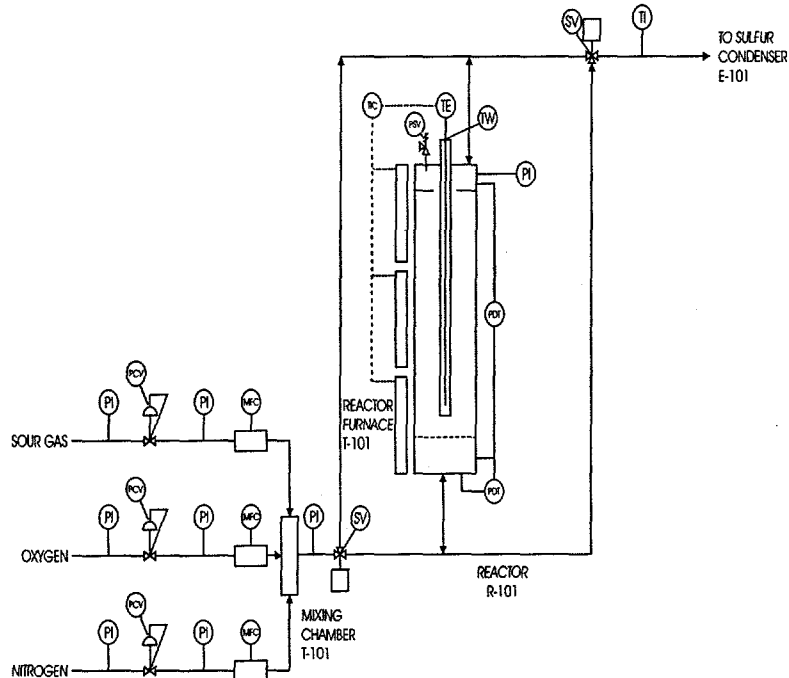 SV
TI
TO SULFUR
CONDENSER
E-101
TIC
TE
PSV
TW
PI
PDT
REACTOR
FURNACE
T-101
PCV
PI
PI
MFC
SOUR GAS
PCV
PI
PI
MFC
PI
SV
PDT
OXYGEN
REACTOR
R-101
PCV
PI
PI
MFC
MIXING
CHAMBER
T-101
NITROGEN